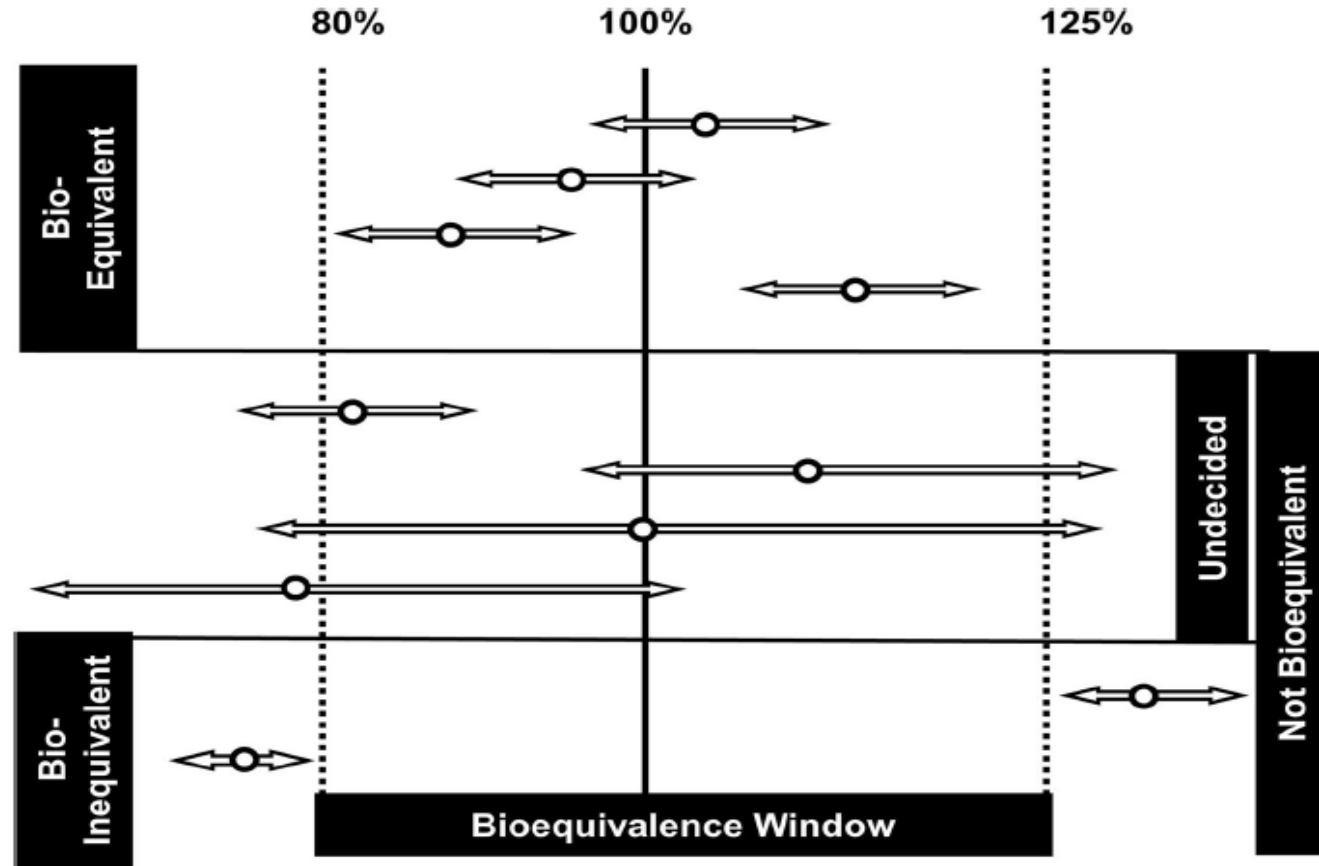 80% 100% 125%
Bio-
Equivalent
Undecided
Not Bioequivalent
Bio-
Inequivalent
Bioequivalence Window